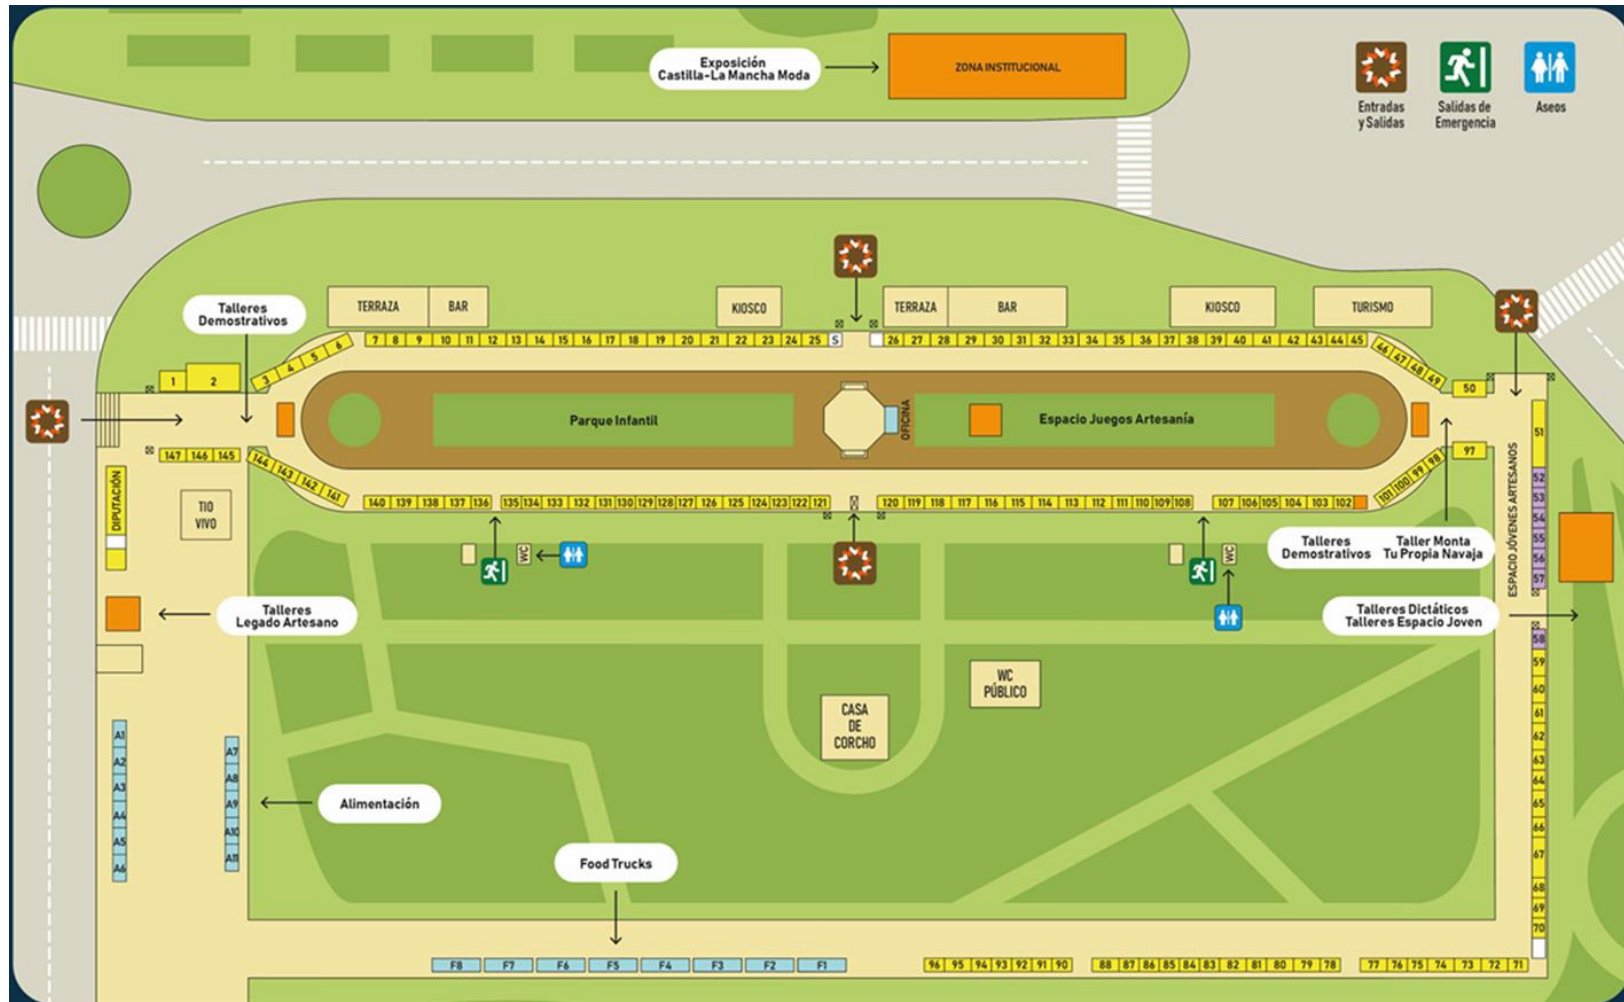 Exposición
Castilla-La Mancha Moda
ZONA INSTITUCIONAL
Entradas
y Salidas
Salidas de
Emergencia
Aseos
Talleres
Demostrativos
TERRAZA
BAR
KIOSCO
TERRAZA
BAR
KIOSCO
TURISMO
1
2
3
4
5
6
7 8 9 10 11 12 13 14 15 16 17 18 19 20 21 22 23 24 25 S
26 27 28 29 30 31 32 33 34 35 36 37 38 39 40 41 42 43 44 45
46 47 48 49
50
Parque Infantil
OFICINA
Espacio Juegos Artesanía
147 146 145
144 143 142 141
140 139 138 137 136
135 134 133 132 131 130 129 128 127 126 125 124 123 122 121
120 119 118 117 116 115 114 113 112 111 110 109 108
107 106 105 104 103 102
101 100 99 98
97
DIPUTACIÓN
TIO
VIVO
WC
WC
Talleres
Demostrativos
Taller Monta
Tu Propia Navaja
ESPACIO JÓVENES ARTESANOS
51
52
53
54
55
56
57
Talleres
Legado Artesano
Talleres Dictáticos
Talleres Espacio Joven
58
59
60
61
62
63
64
65
66
67
68
69
70
WC
PÚBLICO
CASA
DE
CORCHO
A1
A2
A3
A4
A5
A6
A7
A8
A9
A10
A11
Alimentación
Food Trucks
F8 F7 F6 F5 F4 F3 F2 F1
96 95 94 93 92 91 90
88 87 86 85 84 83 82 81 80 79 78
77 76 75 74 73 72 71